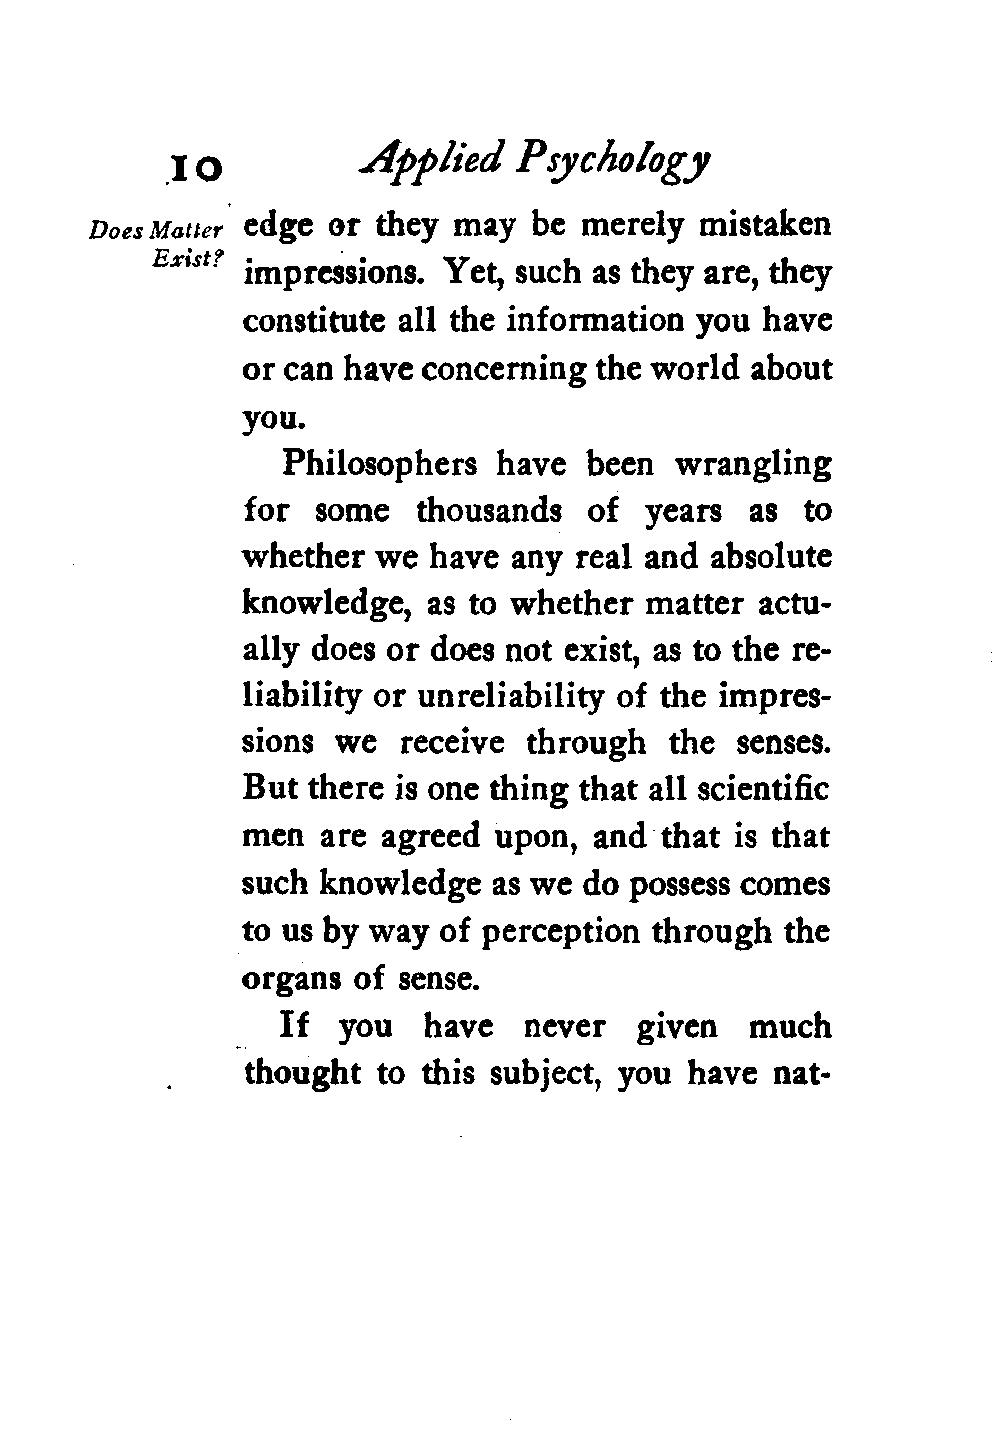 10 Applied Psychology
Does Matter
Exist?
edge or they may be merely mistaken
impressions. Yet, such as they are, they
constitute all the information you have
or can have concerning the world about
you.
Philosophers have been wrangling
for some thousands of years as to
whether we have any real and absolute
knowledge, as to whether matter actu-
ally does or does not exist, as to the re-
liability or unreliability of the impres-
sions we receive through the senses.
But there is one thing that all scientific
men are agreed upon, and that is that
such knowledge as we do possess comes
to us by way of perception through the
organs of sense.
If you have never given much
thought to this subject, you have nat-